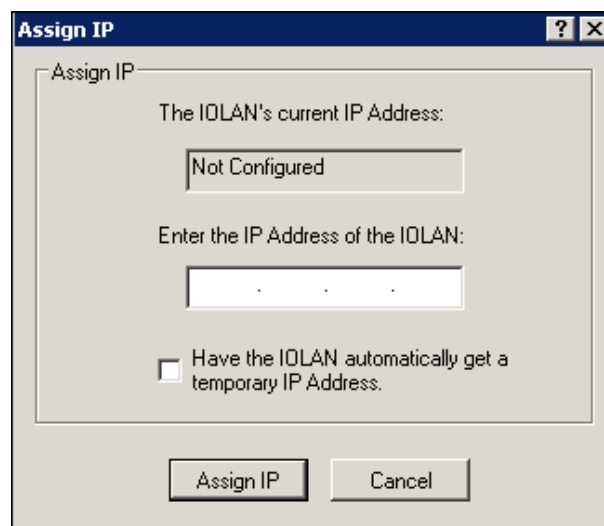 Assign IP
Assign IP
The IOLAN's current IP Address:
Not Configured
Enter the IP Address of the IOLAN:
. . .
Have the IOLAN automatically get a
temporary IP Address.
Assign IP Cancel